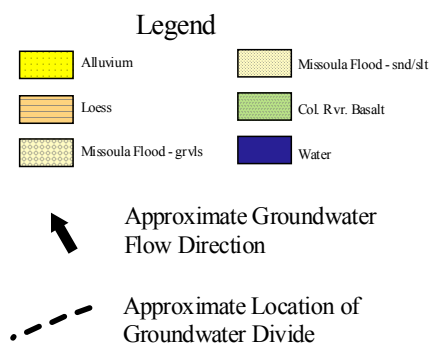 Legend
Alluvium
Missoula Flood - snd/slt
Loess
Col. Rvr. Basalt
Missoula Flood - grvls
Water
Approximate Groundwater
Flow Direction
Approximate Location of
Groundwater Divide